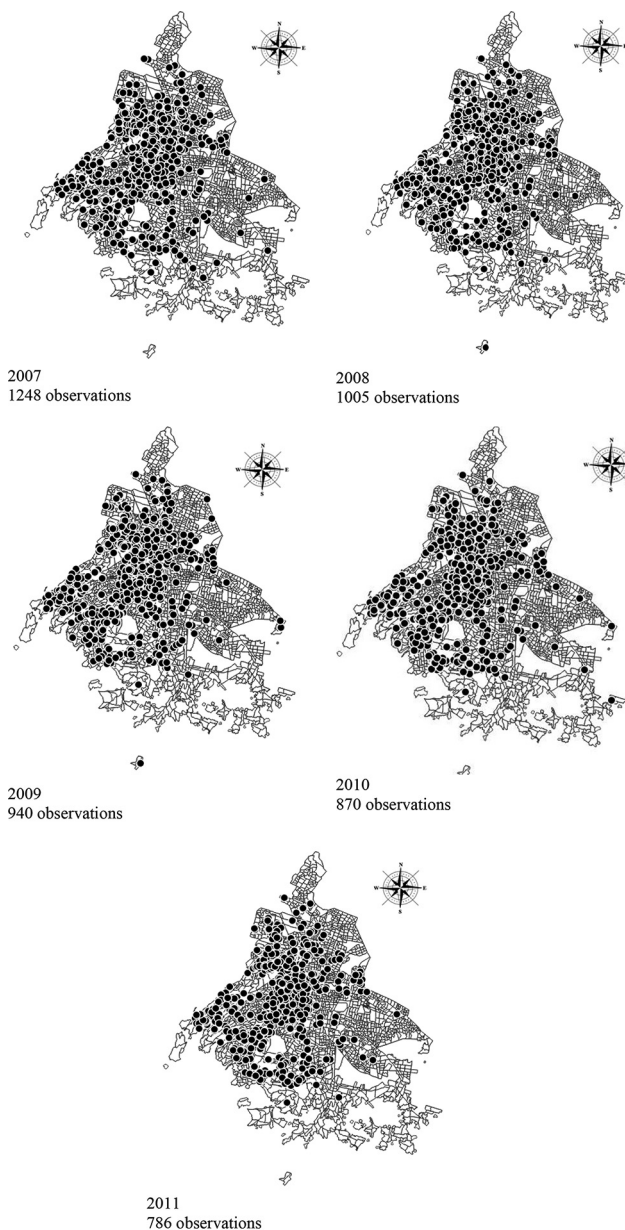 N
W E
S
N
W E
S
2007
1248 observations
2008
1005 observations
N
W E
S
N
W
S
2009
940 observations
2010
870 observations
N
W E
S
2011
786 observations